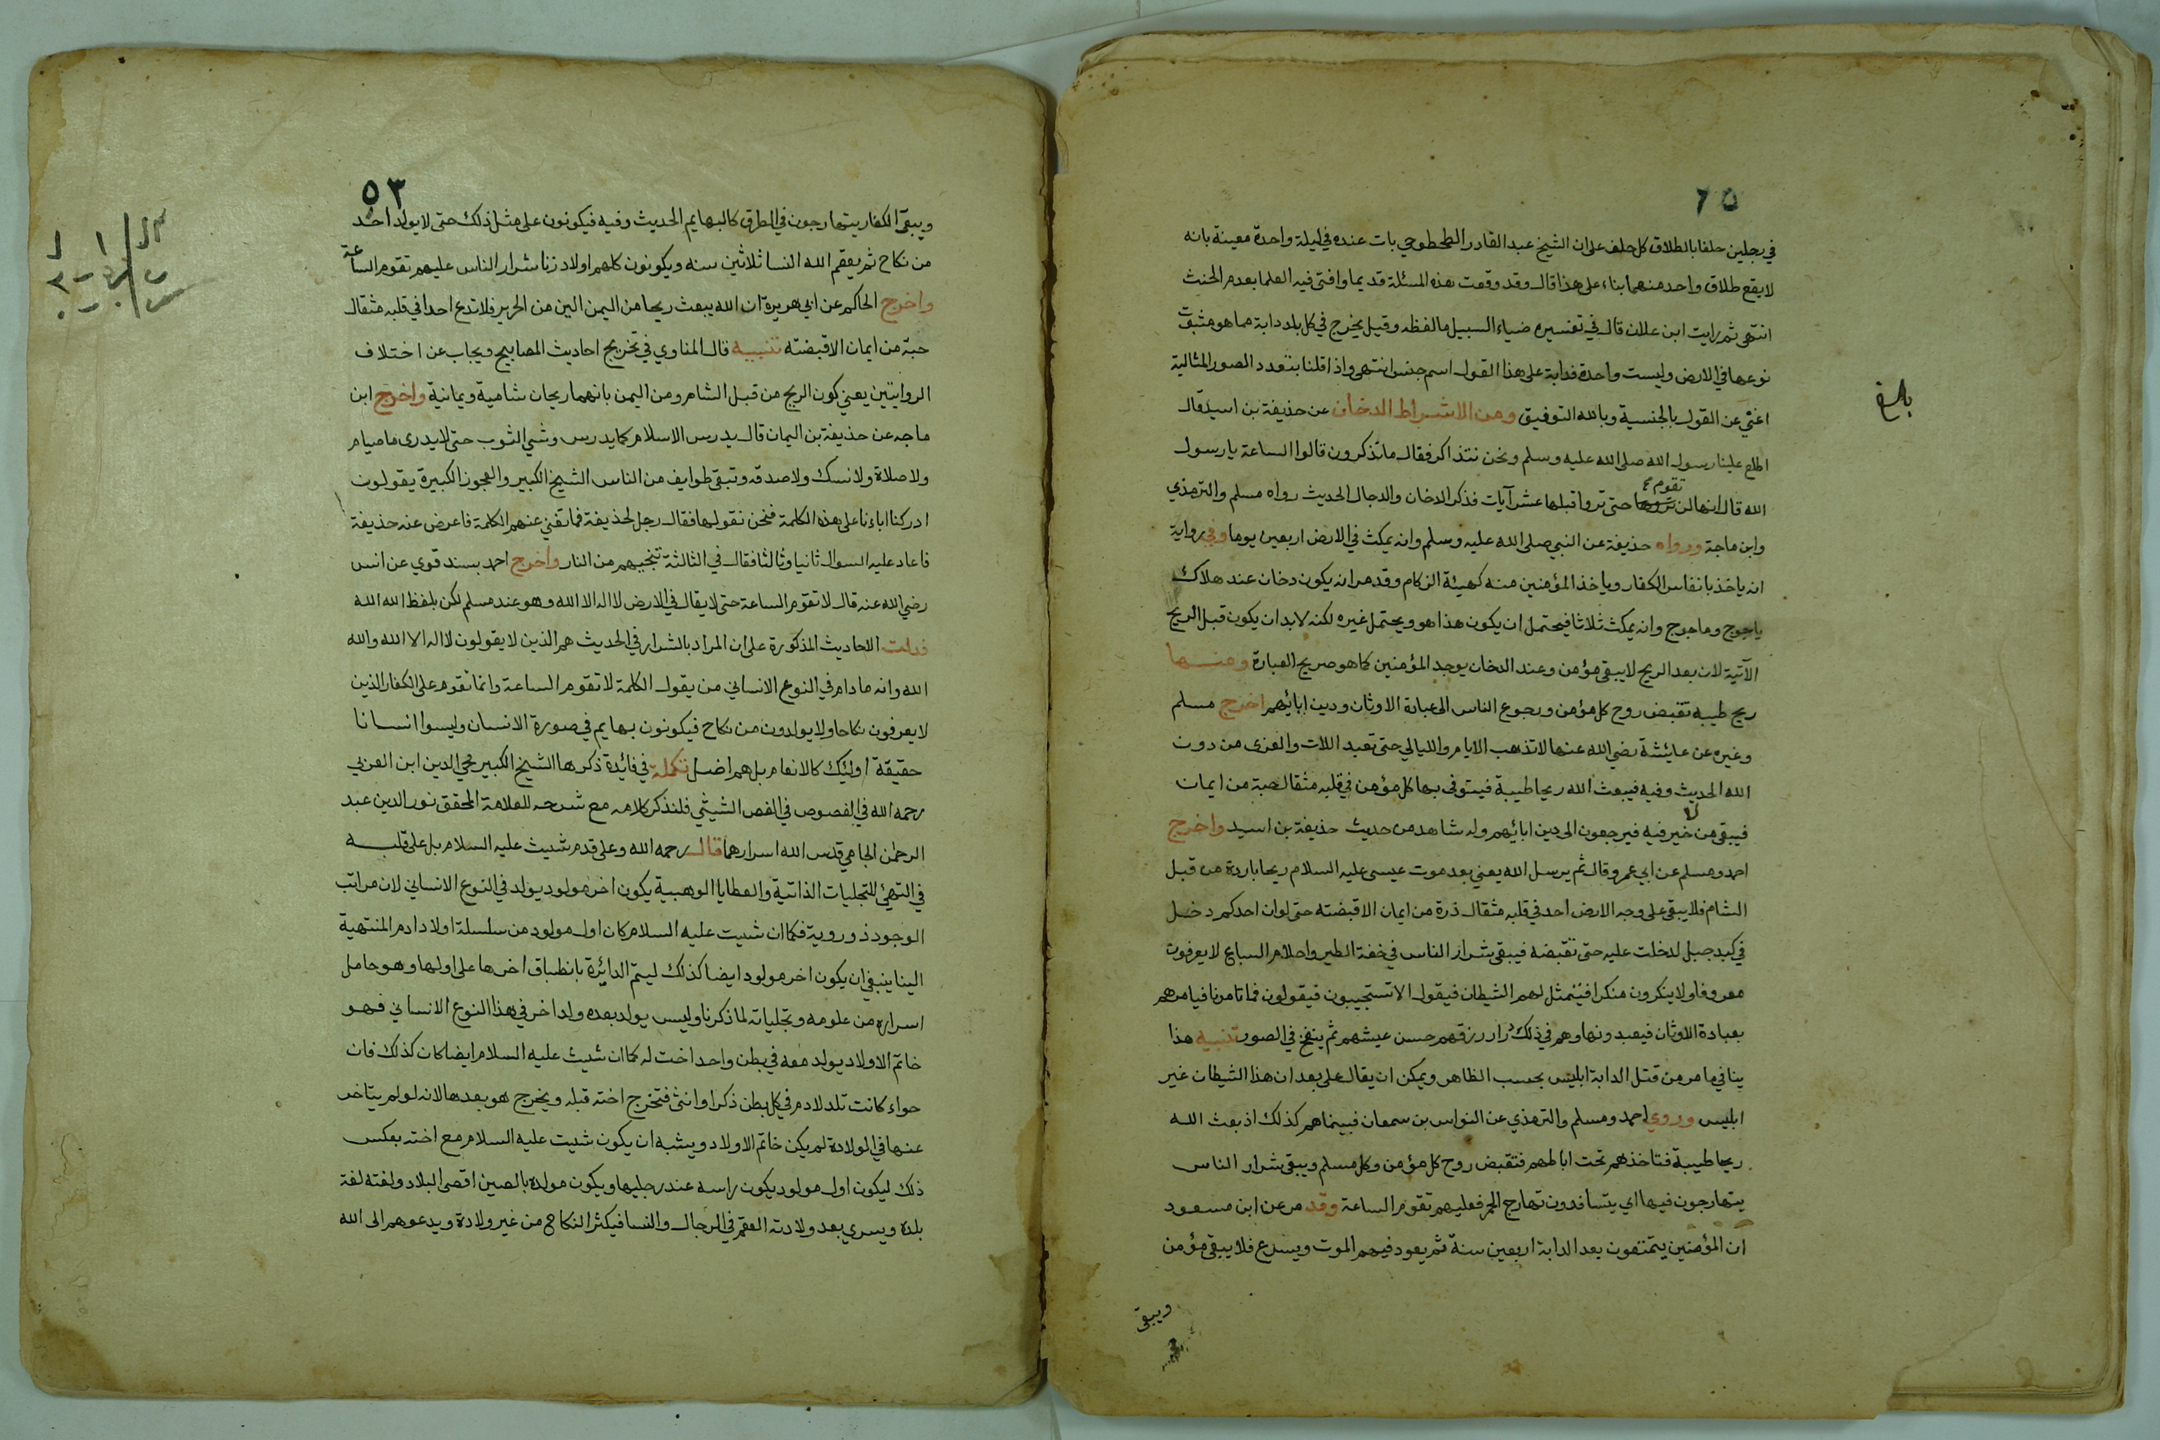 ٦٥
في رجلين حلفا بالطلاق كل حلف على ان الشيخ عبد القادر الطحطوحي بات عنده في ليلة واحدة معينة بانه
لا يقع طلاق واحد منهما بناء على هذا قال وقد وقعت هذه المسئلة قديما وافتى فيه العلما بعدم الحنث
انتهى ثم رايت ابن علان قال في تفسيره ضياء السبيل ما لفظه وقيل يخرج في كل بلد دابة مما هو مثبت
نوعها في الارض وليست واحدة فدابة على هذا القول اسم جنس انتهى واذا قلنا بتعدد الصور المثالية
اغنى عن القول بالجنسية وبالله التوفيق ومن الاشراط الدخان عن حذيفة بن اسيد قال
بلغ
اطلع علينا رسول الله صلى الله عليه وسلم ونحن نتذاكر فقال ما تذكرون قالوا الساعة يا رسول
الله قال انها لن تقوم حتى تروا قبلها عشر آيات فذكر الدخان والدجال الحديث رواه مسلم والترمذي
وابن ماجة ورواه حذيفة عن النبي صلى الله عليه وسلم وانه يمكث في الارض اربعين يوما وفي رواية
انه ياخذ بانفاس الكفار وياخذ المؤمنين منه كهيئة الزكام وقد مر انه يكون دخان عند هلاك
ياجوج وماجوج وانه يمكث ثلاثا فيحتمل ان يكون هذا هو ويحتمل غيره لكنه لا بد ان يكون قبل الريح
الآتية لان بعد الريح لا يبقى مؤمن وعند الدخان يوجد المؤمنين كما هو صريح العبارة ومنها
ريح طيبه تقبض روح كل مؤمن ورجوع الناس الى عبادة الاوثان ودين ابائهم اخرج مسلم
وغيره عن عايشة رضي الله عنها لا تذهب الايام والليالي حتى تعبد اللات والعزى من دون
الله الحديث وفيه فيبعث الله ريحا طيبة فيتوفى بها كل مؤمن في قلبه مثقال حبة من ايمان
فيبقى من لا خير فيه فيرجعون الى دين ابائهم وله شاهد من حديث حذيفة بن اسيد واخرج
احمد ومسلم عن ابي عمر وقال ثم يرسل الله يعني بعد موت عيسى عليه السلام ريحا باردة من قبل
الشام فلا يبقى على وجه الارض احد في قلبه مثقال ذرة من ايمان الا قبضته حتى لو ان احدكم دخل
في كبد جبل لدخلت عليه حتى تقبضه فيبقى شرار الناس في خفة الطير واحلام السباع لا يعرفون
معروفا ولا ينكرون منكرا فيتمثل لهم الشيطان فيقول الا تستجيبون فيقولون فما تامرنا فيامرهم
بعبادة الاوثان فيعبدونها وهم في ذلك دار رزقهم حسن عيشهم ثم ينفخ في الصور تنبيه هذا
ينافي ما مر من قتل الدابة ابليس بحسب الظاهر ويمكن ان يقال على بعد ان هذا الشيطان غير
ابليس وروي احمد ومسلم والترمذي عن النواس بن سمعان فبينما هم كذلك اذ بعث الله
ريحا طيبة فتاخذهم تحت اباطهم فتقبض روح كل مؤمن وكل مسلم ويبقى شرار الناس
يتهارجون فيها اي يتسافدون تهارج الحمر فعليهم تقوم الساعة وقد مر عن ابن مسعود
ان المؤمنين يتمتعون بعد الدابة اربعين سنة ثم يعود فيهم الموت ويسرع فلا يبقى مؤمن
ويبقى
٥٣
ويبقى الكفار يتهارجون في الطرق كالبهايم الحديث وفيه فيكونون على مثل ذلك حتى لا يولد احد
من نكاح ثم يعقم الله النسا ثلاثين سنه ويكونون كلهم اولاد زنا شرار الناس عليهم تقوم الساعة
واخرج الحاكم عن ابي هريرة ان الله يبعث ريحا من اليمن الين من الحرير فلا تدع احدا في قلبه مثقال
حبة من ايمان الا قبضته تنبيه قال المناوي في تخريج احاديث المصابيح ويجاب عن اختلاف
الروايتين يعني كون الريح من قبل الشام ومن اليمن بانهما ريحان شامية ويمانية واخرج ابن
ماجه عن حذيفة بن اليمان قال يدرس الاسلام كما يدرس وشي الثوب حتى لا يدرى ما صيام
ولا صلاة ولا نسك ولا صدقه وتبقى طوايف من الناس الشيخ الكبير والعجوز الكبيرة يقولون
ادركنا اباءنا على هذه الكلمة فنحن نقولها فقال رجل لحذيفة فما تغني عنهم الكلمة فاعرض عنه حذيفة
فاعاد عليه السوال ثانيا وثالثا فقال في الثالثة تنجيهم من النار واخرج احمد بسند قوي عن انس
رضي الله عنه قال لا تقوم الساعة حتى لا يقال في الارض لا اله الا الله وهو عند مسلم لكن بلفظ الله الله
فدلت الاحاديث المذكورة على ان المراد بالشرار في الحديث هم الذين لا يقولون لا اله الا الله والله
الله وانه ما دام في النوع الانساني من يقول الكلمة لا تقوم الساعة وانما تقوم على الكفار الذين
لا يعرفون نكاحا ولا يولدون من نكاح فيكونون بهايم في صورة الانسان وليسوا انسانا
حقيقة اولئك كالانعام بل هم اضل تكملة في فائدة ذكرها الشيخ الكبير محي الدين ابن العربي
رحمه الله في الفصوص في الفص الشيثي فلنذكر كلامه مع شرحه للعلامة المحقق نور الدين عبد
الرحمن الجامي قدس الله اسرارهما قال رحمه الله وعلى قدم شيث عليه السلام بل على قلبه
في التهيئ للتجليات الذاتية والعطايا الوهبية يكون اخر مولود يولد في النوع الانساني لان مراتب
الوجود ذو روية فكما ان شيث عليه السلام كان اول مولود من سلسلة اولاد ادم المنتهية
الينا ينبغي ان يكون اخر مولود ايضا كذلك ليتم الدايرة بانطباق اخرها على اولها وهو حامل
اسراره من علومه وتجلياته لما ذكرنا وليس يولد بعده ولد اخر في هذا النوع الانساني فهو
خاتم الاولاد يولد معه في بطن واحد اخت له كما ان شيث عليه السلام ايضا كان كذلك فان
حواء كانت تلد لادم في كل بطن ذكرا وانثى فتخرج اخته قبله ويخرج هو بعدها لانه لو لم يتاخر
عنها في الولادة لم يكن خاتم الاولاد ويشبه ان يكون شيث عليه السلام مع اخته بعكس
ذلك ليكون اول مولود يكون راسه عند رجليها ويكون مولده بالصين اقصى البلاد ولغته لغة
بلده ويسري بعد ولادته العقم في الرجال والنسا فيكثر النكاح من غير ولادة ويدعوهم الى الله